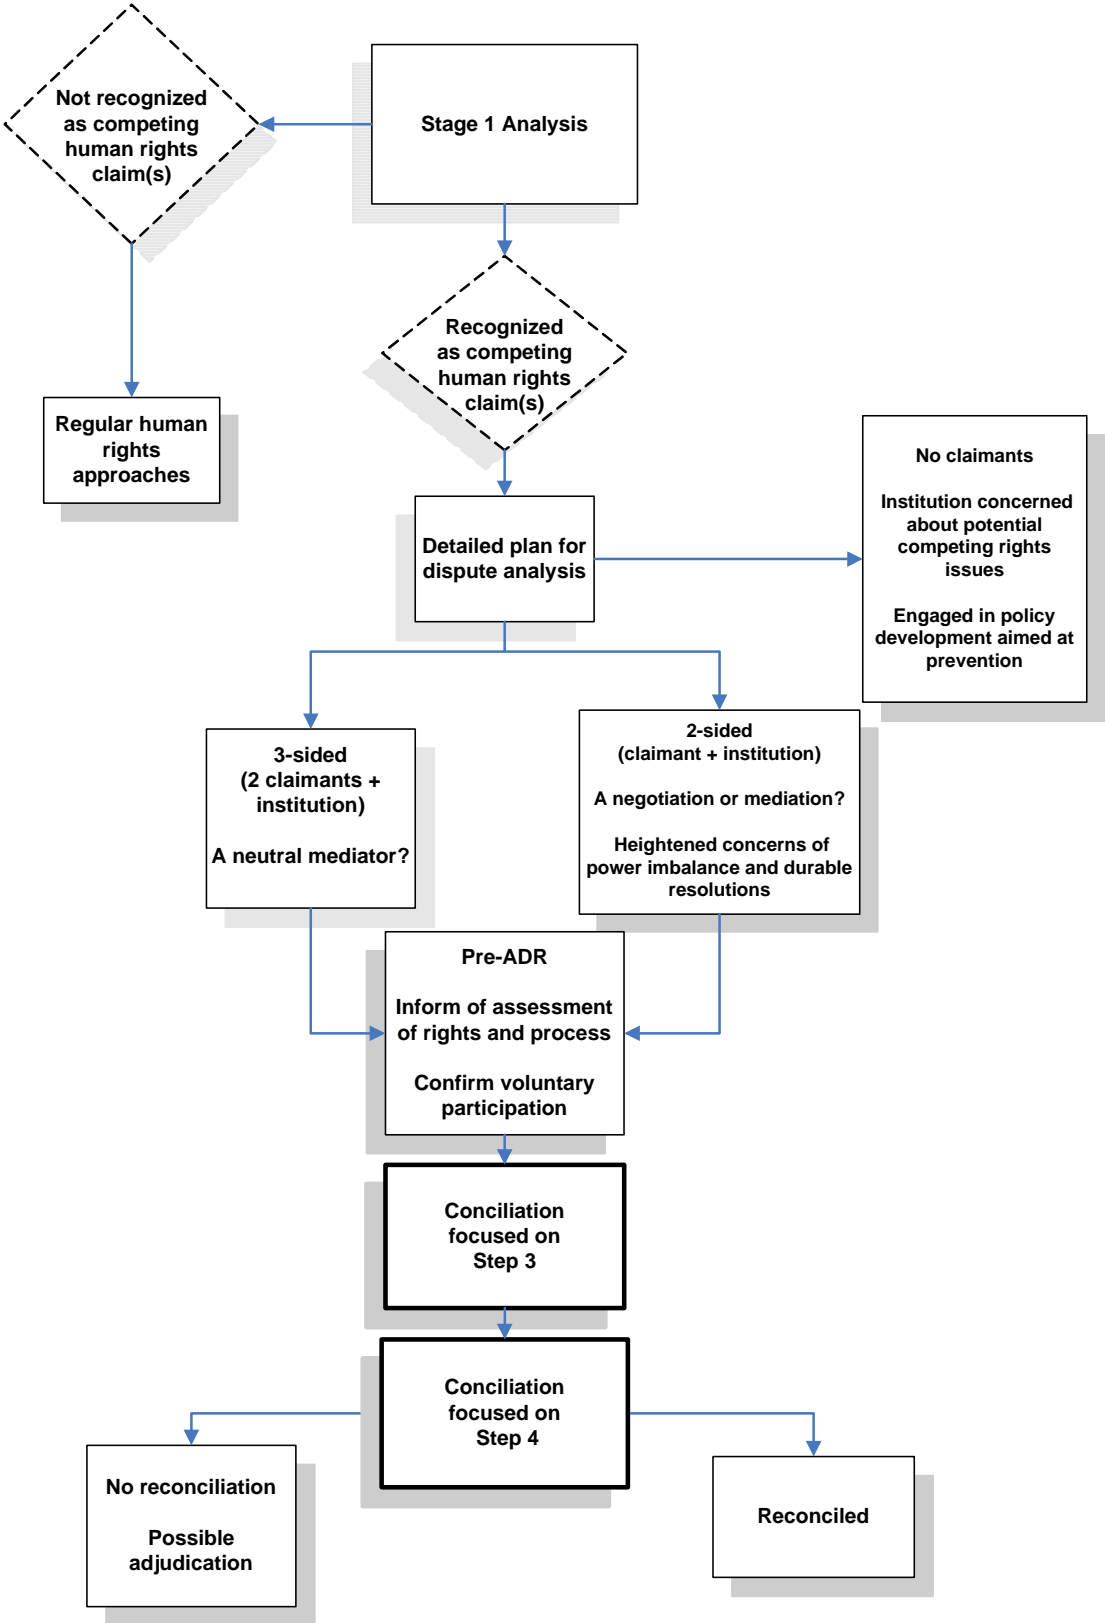 Not recognized
as competing
human rights
claim(s)
Stage 1 Analysis
Recognized
as competing
human rights
claim(s)
Regular human
rights
approaches
No claimants
Institution concerned
about potential
competing rights
issues
Engaged in policy
development aimed at
prevention
Detailed plan for
dispute analysis
3-sided
(2 claimants +
institution)
A neutral mediator?
2-sided
(claimant + institution)
A negotiation or mediation?
Heightened concerns of
power imbalance and durable
resolutions
Pre-ADR
Inform of assessment
of rights and process
Confirm voluntary
participation
Conciliation
focused on
Step 3
Conciliation
focused on
Step 4
No reconciliation
Possible
adjudication
Reconciled